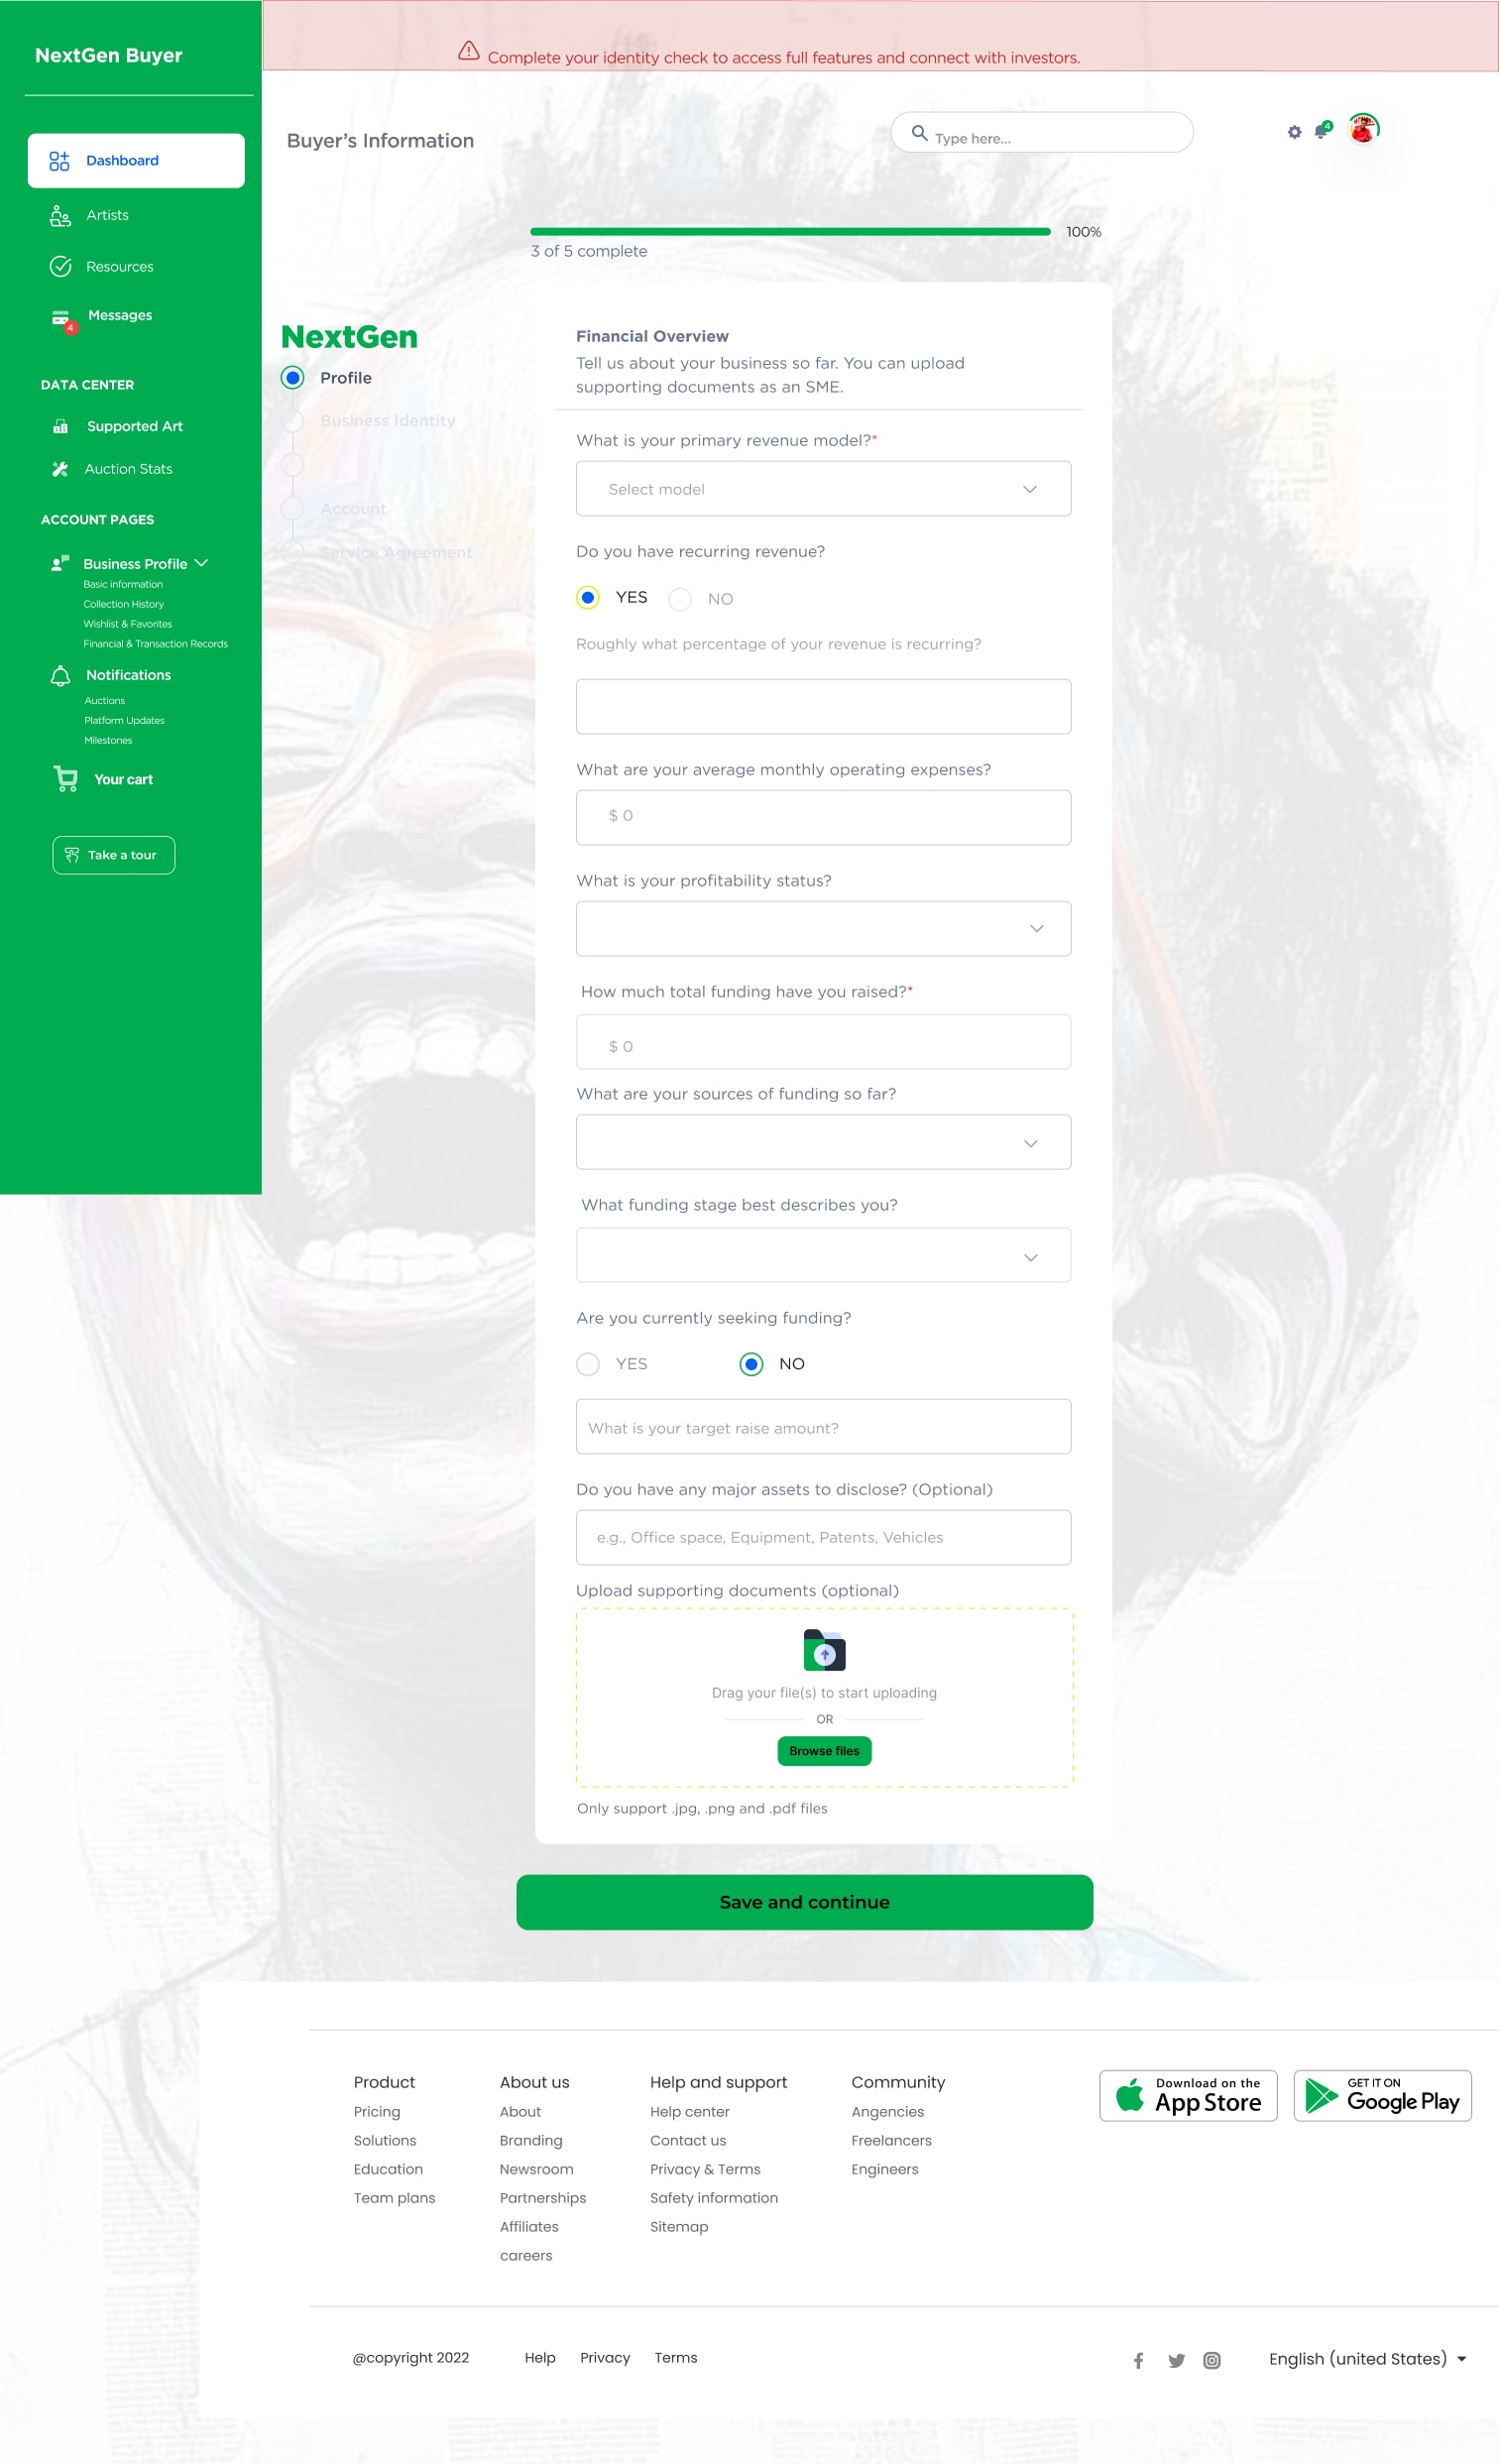 NextGen Buyer
Dashboard
Artists
Resources
Messages
4
DATA CENTER
Supported Art
Auction Stats
ACCOUNT PAGES
Business Profile
Basic information
Collection History
Wishlist & Favorites
Financial & Transaction Records
Notifications
Auctions
Platform Updates
Milestones
Your cart
Take a tour
Complete your identity check to access full features and connect with investors.
Buyer's Information
Type here...
4
100%
3 of 5 complete
NextGen
Profile
Business Identity
Account
Service Agreement
Financial Overview
Tell us about your business so far. You can upload
supporting documents as an SME.
What is your primary revenue model?*
Select model
Do you have recurring revenue?
YES NO
Roughly what percentage of your revenue is recurring?
What are your average monthly operating expenses?
$ 0
What is your profitability status?
How much total funding have you raised?*
$ 0
What are your sources of funding so far?
What funding stage best describes you?
Are you currently seeking funding?
YES NO
What is your target raise amount?
Do you have any major assets to disclose? (Optional)
e.g., Office space, Equipment, Patents, Vehicles
Upload supporting documents (optional)
Drag your file(s) to start uploading
OR
Browse files
Only support .jpg, .png and .pdf files
Save and continue
Product
Pricing
Solutions
Education
Team plans
About us
About
Branding
Newsroom
Partnerships
Affiliates
careers
Help and support
Help center
Contact us
Privacy & Terms
Safety information
Sitemap
Community
Angencies
Freelancers
Engineers
Download on the
App Store
GET IT ON
Google Play
@copyright 2022
Help Privacy Terms
English (united States)